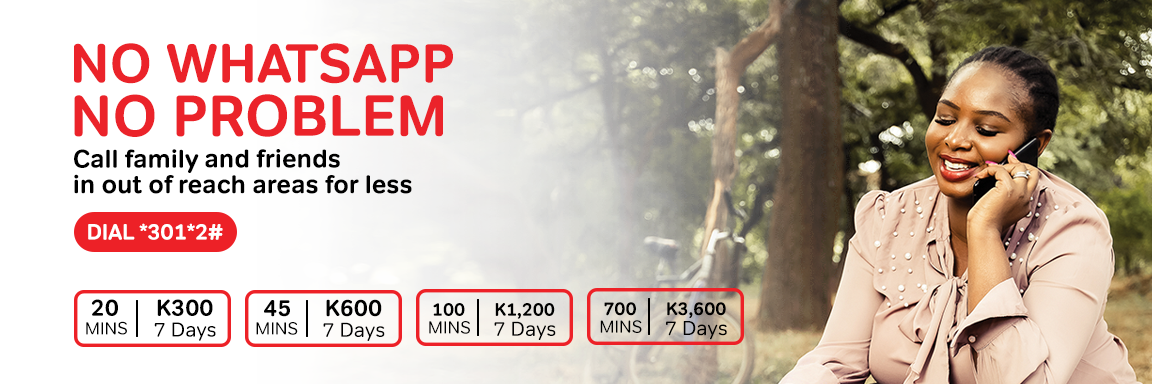 NO WHATSAPP
NO PROBLEM
Call family and friends
in out of reach areas for less
DIAL *301*2#
20 MINS K300 7 Days
45 MINS K600 7 Days
100 MINS K1,200 7 Days
700 MINS K3,600 7 Days